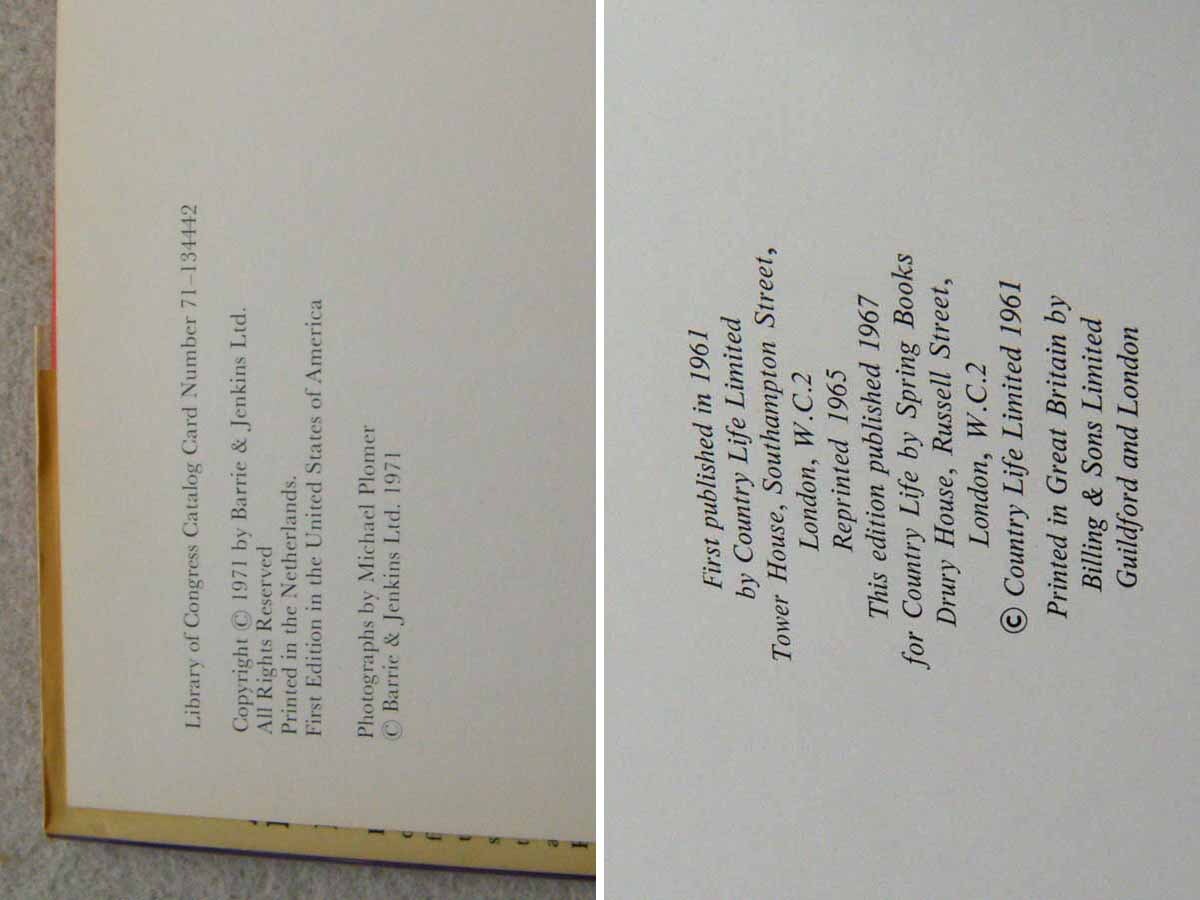 Library of Congress Catalog Card Number 71–134442
Copyright © 1971 by Barrie & Jenkins Ltd.
All Rights Reserved
Printed in the Netherlands.
First Edition in the United States of America
Photographs by Michael Plomer
© Barrie & Jenkins Ltd. 1971
First published in 1961
by Country Life Limited
Tower House, Southampton Street,
London, W.C.2
Reprinted 1965
This edition published 1967
for Country Life by Spring Books
Drury House, Russell Street,
London, W.C.2
© Country Life Limited 1961
Printed in Great Britain by
Billing & Sons Limited
Guildford and London